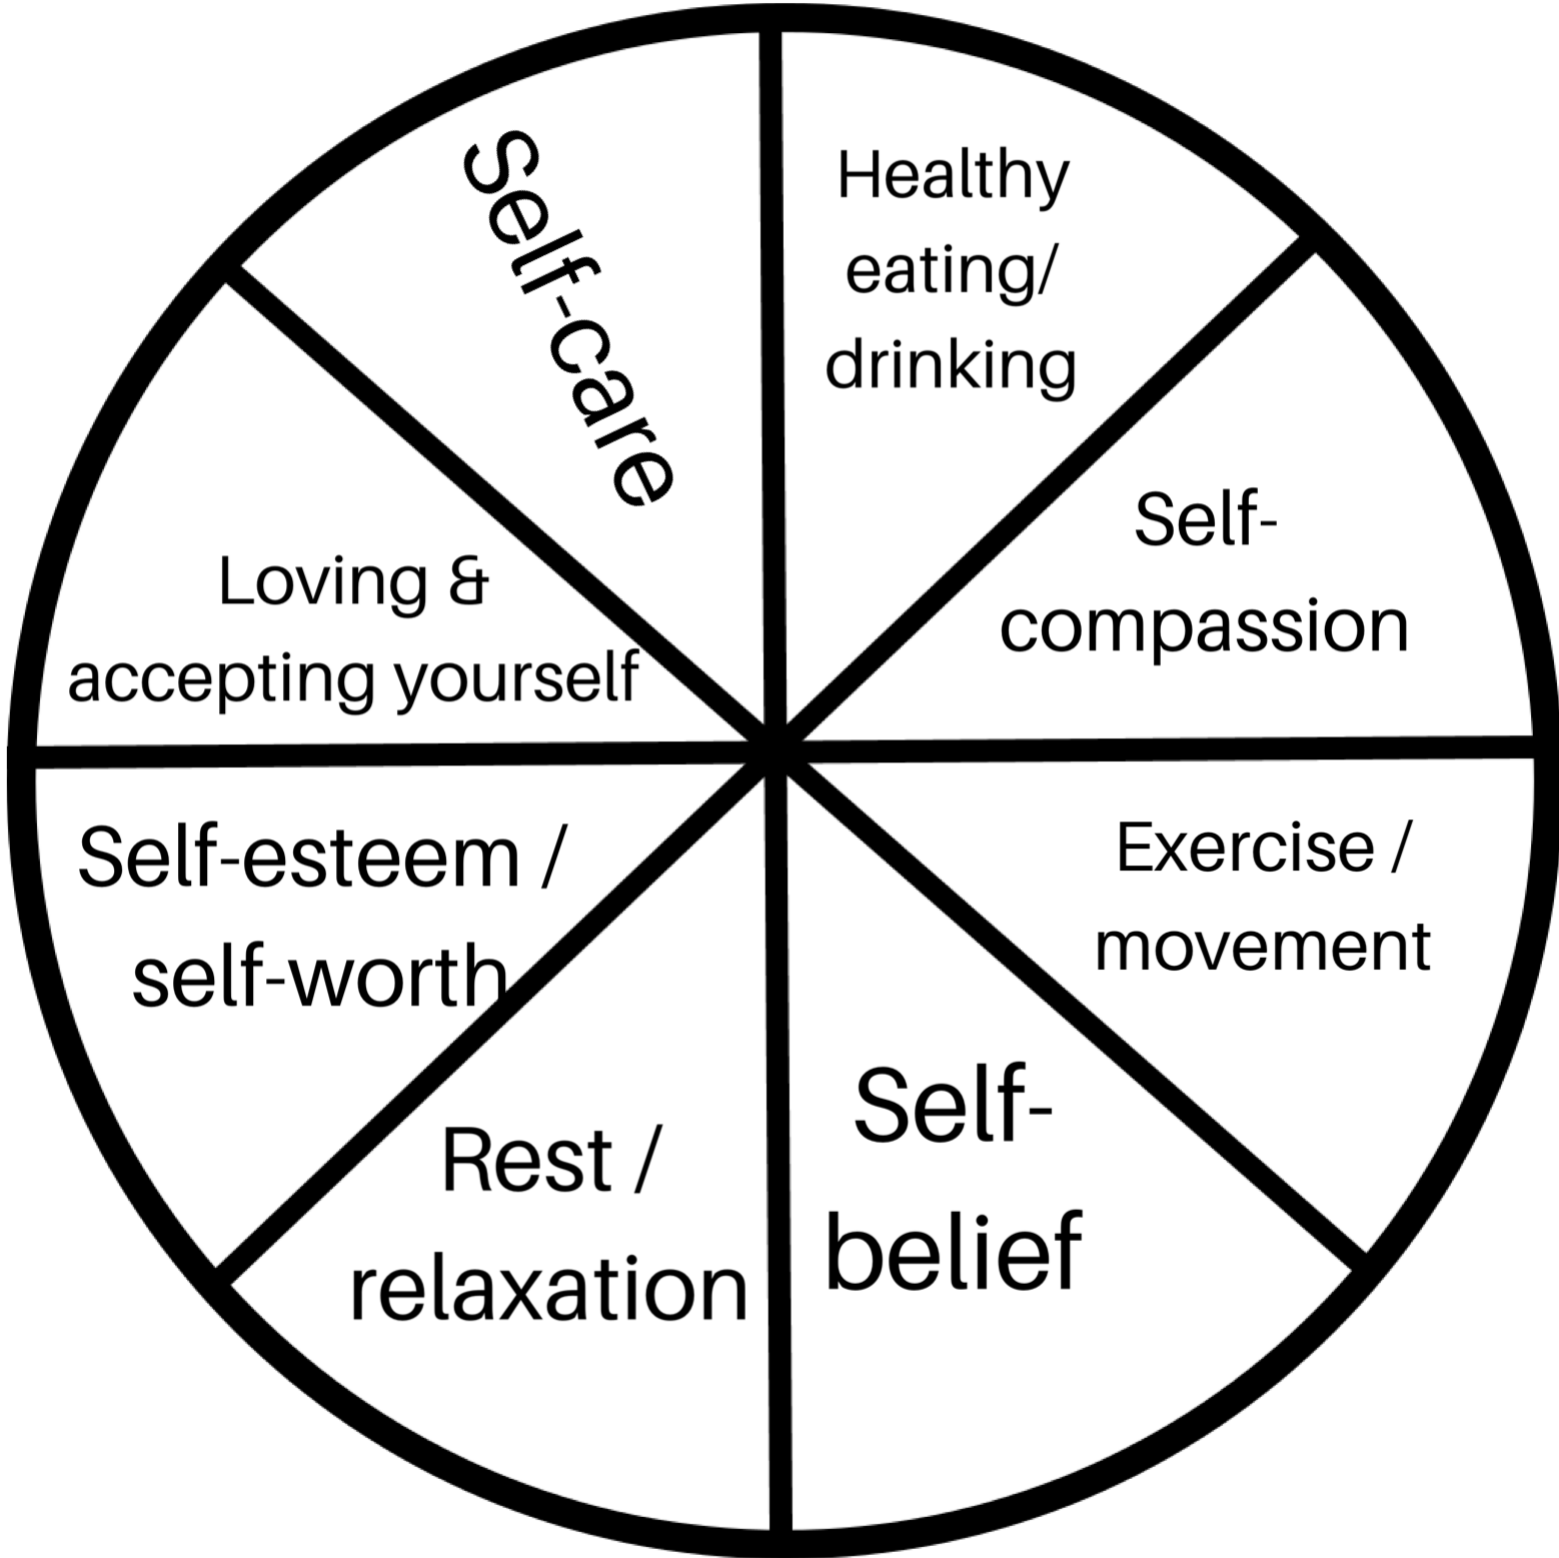 Self-care
Healthy
eating/
drinking
Self-
compassion
Loving &
accepting yourself
Self-esteem /
self-worth
Exercise /
movement
Rest /
relaxation
Self-
belief